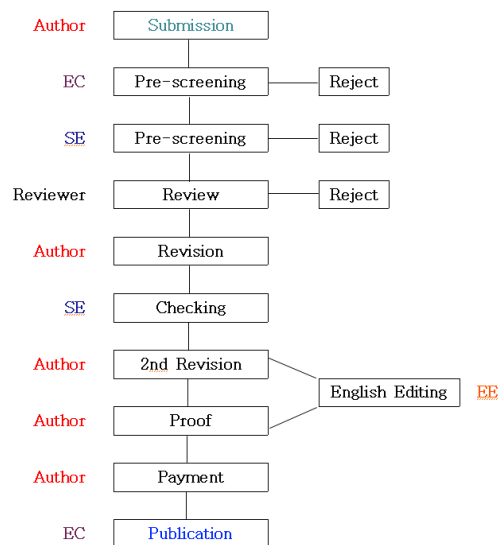 Author Submission
EC Pre-screening Reject
SE Pre-screening Reject
Reviewer Review Reject
Author Revision
SE Checking
Author 2nd Revision
English Editing EE
Author Proof
Author Payment
EC Publication